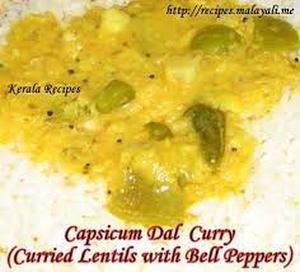 http://recipes.malayali.me
Kerala Recipes
Capsicum Dal Curry
(Curried Lentils with Bell Peppers)